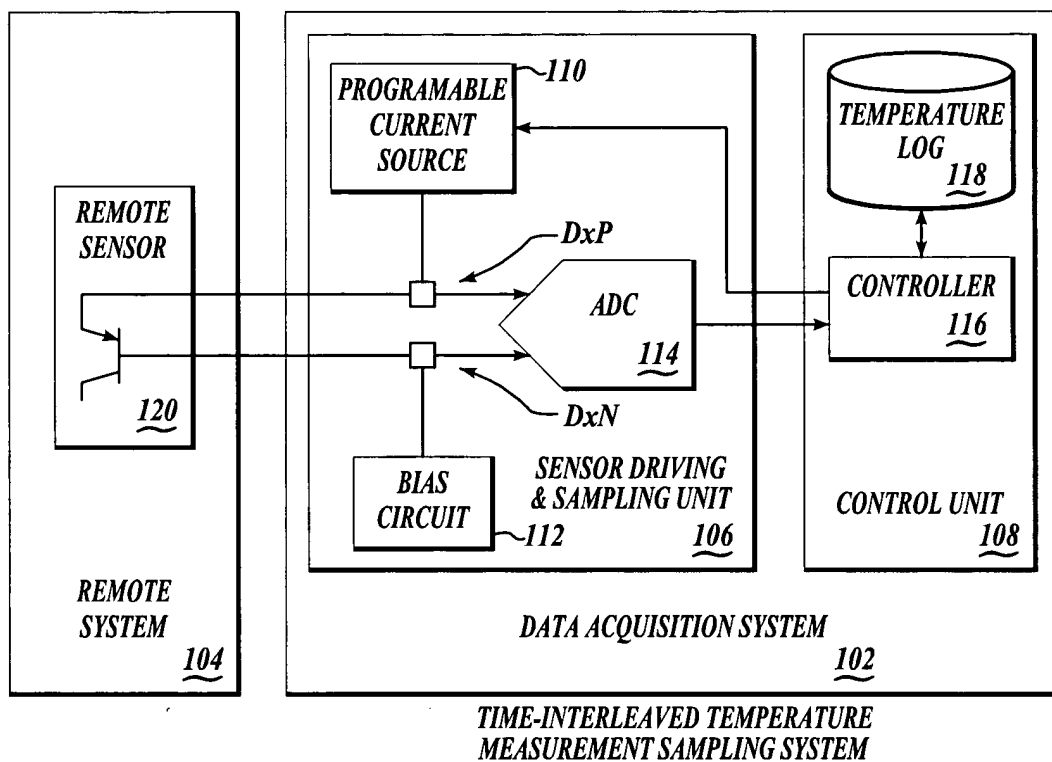 110
PROGRAMABLE
CURRENT
SOURCE
TEMPERATURE
LOG
118
REMOTE
SENSOR
DxP
CONTROLLER
116
ADC
114
120
DxN
BIAS
CIRCUIT
112
SENSOR DRIVING
& SAMPLING UNIT
106
CONTROL UNIT
108
REMOTE
SYSTEM
104
DATA ACQUISITION SYSTEM
102
TIME-INTERLEAVED TEMPERATURE
MEASUREMENT SAMPLING SYSTEM